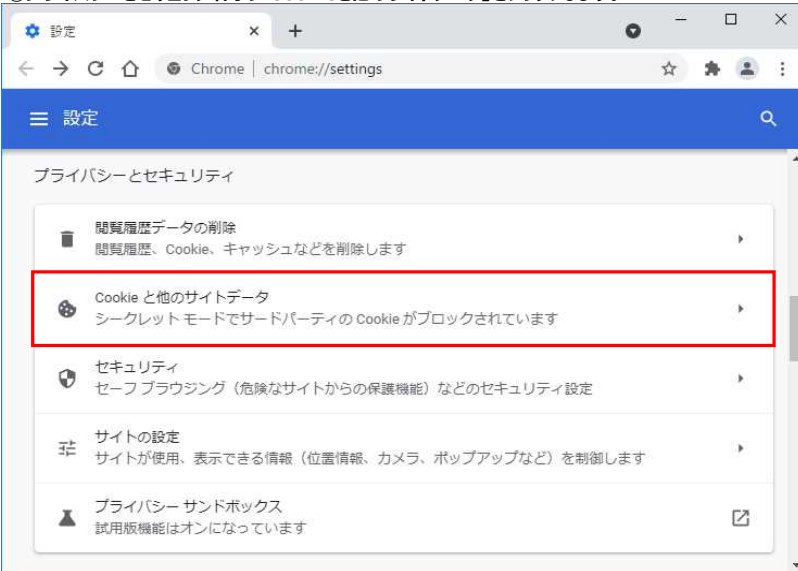 設定
Chrome | chrome://settings
設定
プライバシーとセキュリティ
閲覧履歴データの削除
閲覧履歴、Cookie、キャッシュなどを削除します
Cookie と他のサイトデータ
シークレット モードでサードパーティの Cookie がブロックされています
セキュリティ
セーフ ブラウジング（危険なサイトからの保護機能）などのセキュリティ設定
サイトの設定
サイトが使用、表示できる情報（位置情報、カメラ、ポップアップなど）を制御します
プライバシー サンドボックス
試用版機能はオンになっています